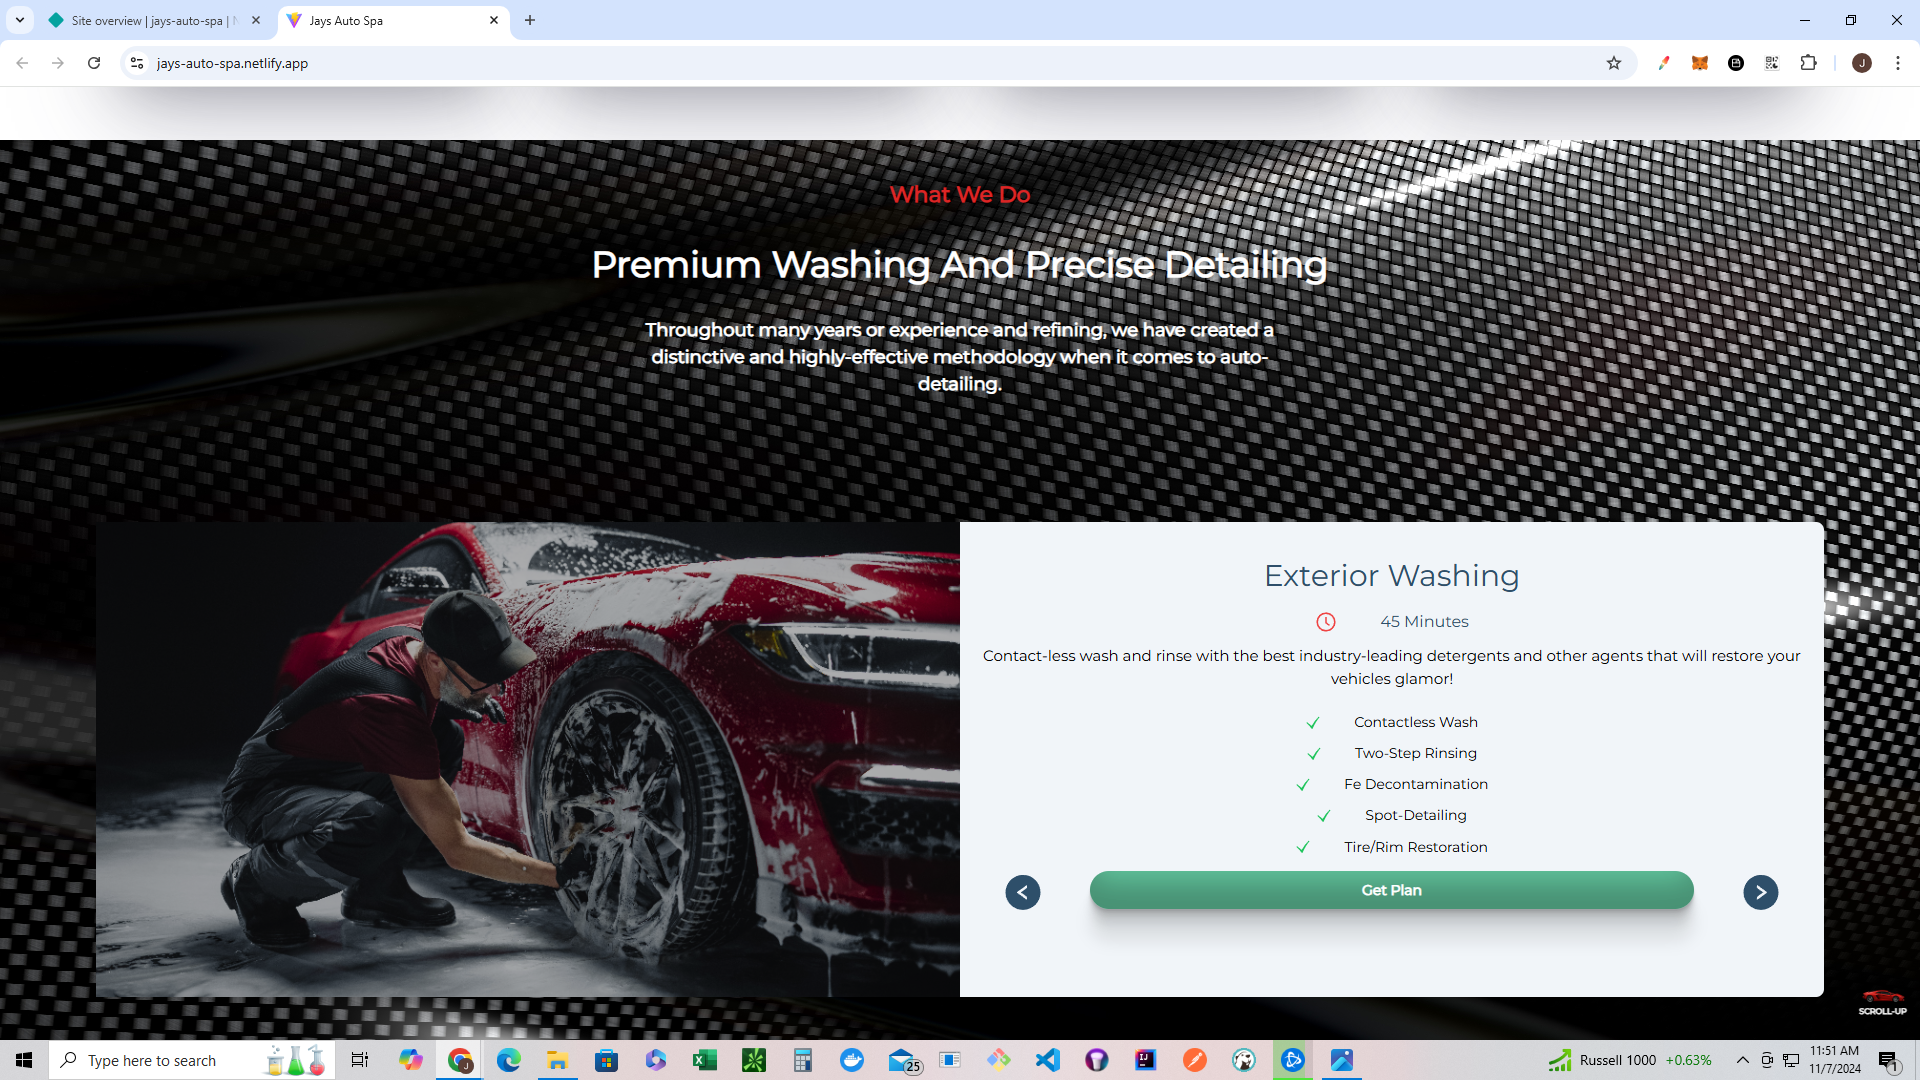 Site overview | jays-auto-spa |
Jays Auto Spa
jays-auto-spa.netlify.app
J
What We Do
Premium Washing And Precise Detailing
Throughout many years or experience and refining, we have created a
distinctive and highly-effective methodology when it comes to auto-
detailing.
Exterior Washing
45 Minutes
Contact-less wash and rinse with the best industry-leading detergents and other agents that will restore your
vehicles glamor!
Contactless Wash
Two-Step Rinsing
Fe Decontamination
Spot-Detailing
Tire/Rim Restoration
<
Get Plan
>
SCROLL-UP
Type here to search
25
Russell 1000 +0.63%
11:51 AM
11/7/2024
1